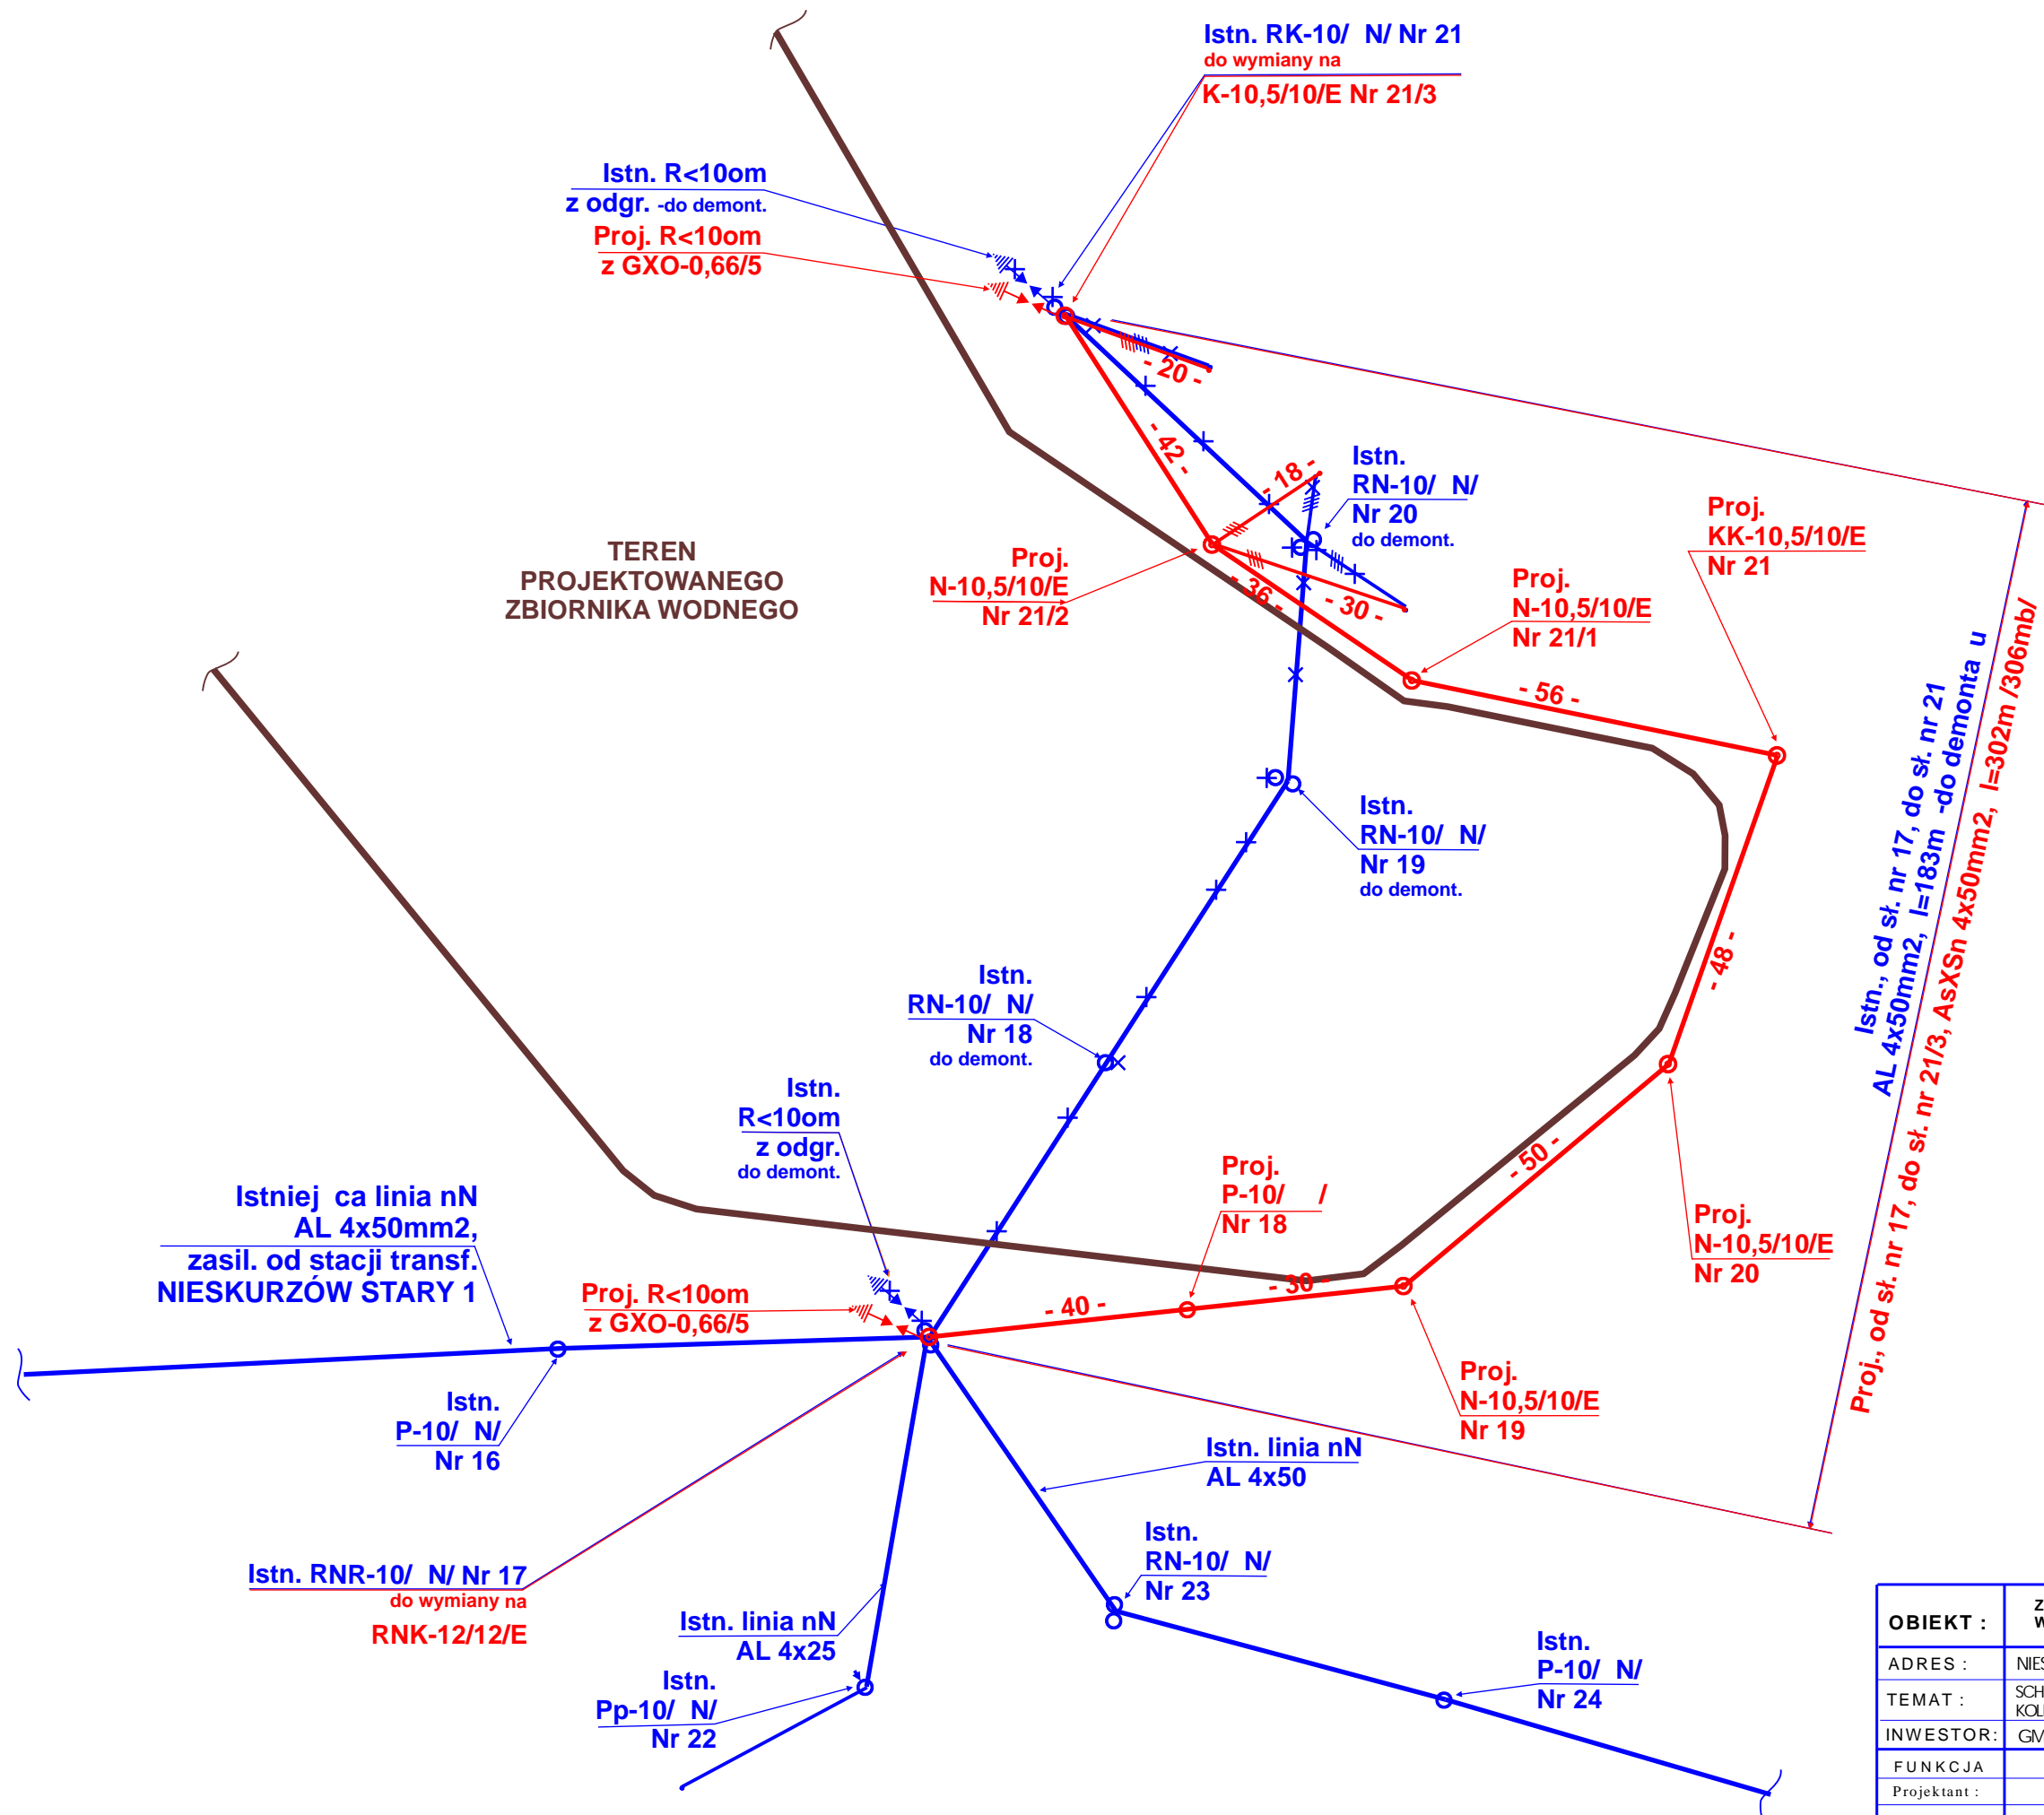 Istn. RK-10/ N/ Nr 21
do wymiany na
K-10,5/10/E Nr 21/3
Istn. R<10om
z odgr. -do demont.
Proj. R<10om
z GXO-0,66/5
- 20 -
- 42 -
- 18 -
Istn.
RN-10/ N/
Nr 20
do demont.
Proj.
KK-10,5/10/E
Nr 21
TEREN
PROJEKTOWANEGO
ZBIORNIKA WODNEGO
Proj.
N-10,5/10/E
Nr 21/2
- 36 -
- 30 -
Proj.
N-10,5/10/E
Nr 21/1
- 56 -
Istn., od sł. nr 17, do sł. nr 21
AL 4x50mm2, l=183m -do demonta u
Proj., od sł. nr 17, do sł. nr 21/3, AsXSn 4x50mm2, l=302m /306mb/
Istn.
RN-10/ N/
Nr 19
do demont.
- 48 -
Istn.
RN-10/ N/
Nr 18
do demont.
Istn.
R<10om
z odgr.
do demont.
- 50 -
Proj.
P-10/ /
Nr 18
Istniej ca linia nN
AL 4x50mm2,
zasil. od stacji transf.
NIESKURZÓW STARY 1
Proj.
N-10,5/10/E
Nr 20
Proj. R<10om
z GXO-0,66/5
- 40 -
- 30 -
Istn.
P-10/ N/
Nr 16
Proj.
N-10,5/10/E
Nr 19
Istn. linia nN
AL 4x50
Istn.
RN-10/ N/
Nr 23
Istn. RNR-10/ N/ Nr 17
do wymiany na
RNK-12/12/E
Istn. linia nN
AL 4x25
Istn.
Pp-10/ N/
Nr 22
Istn.
P-10/ N/
Nr 24
OBIEKT :
ADRES :
TEMAT :
INWESTOR:
FUNKCJA
Projektant :